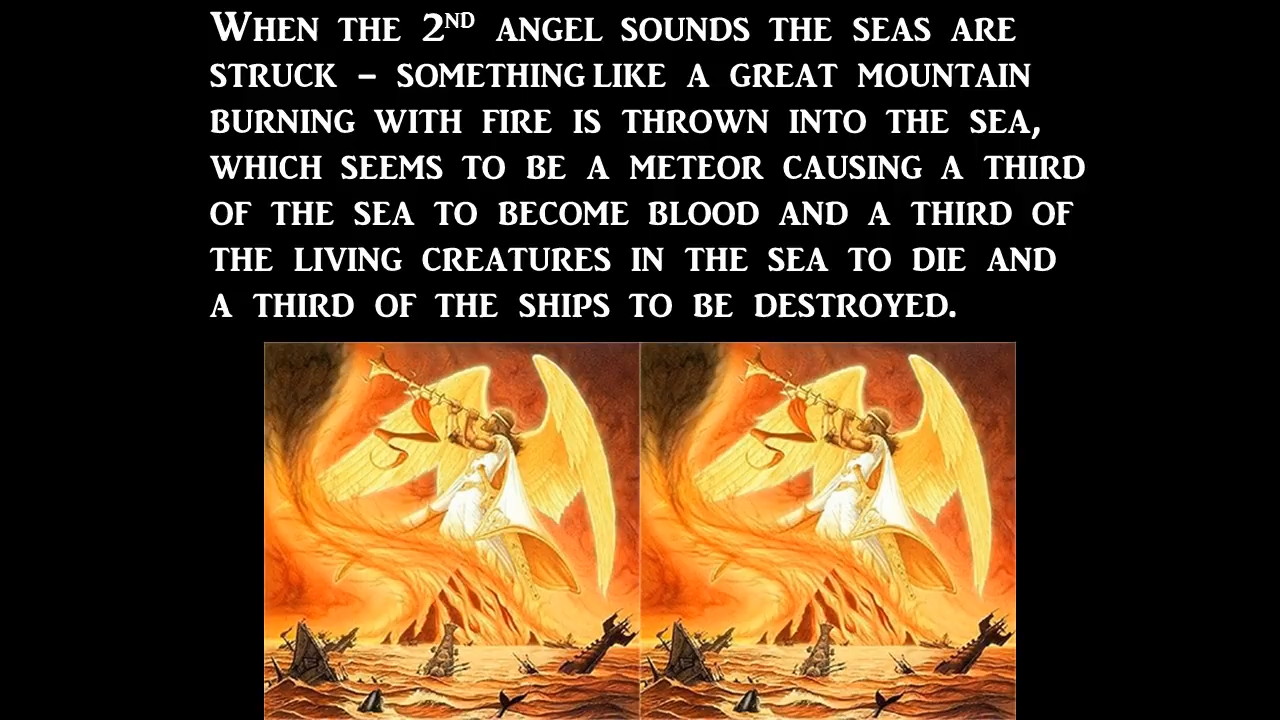 When the 2nd angel sounds the seas are
struck – something like a great mountain
burning with fire is thrown into the sea,
which seems to be a meteor causing a third
of the sea to become blood and a third of
the living creatures in the sea to die and
a third of the ships to be destroyed.